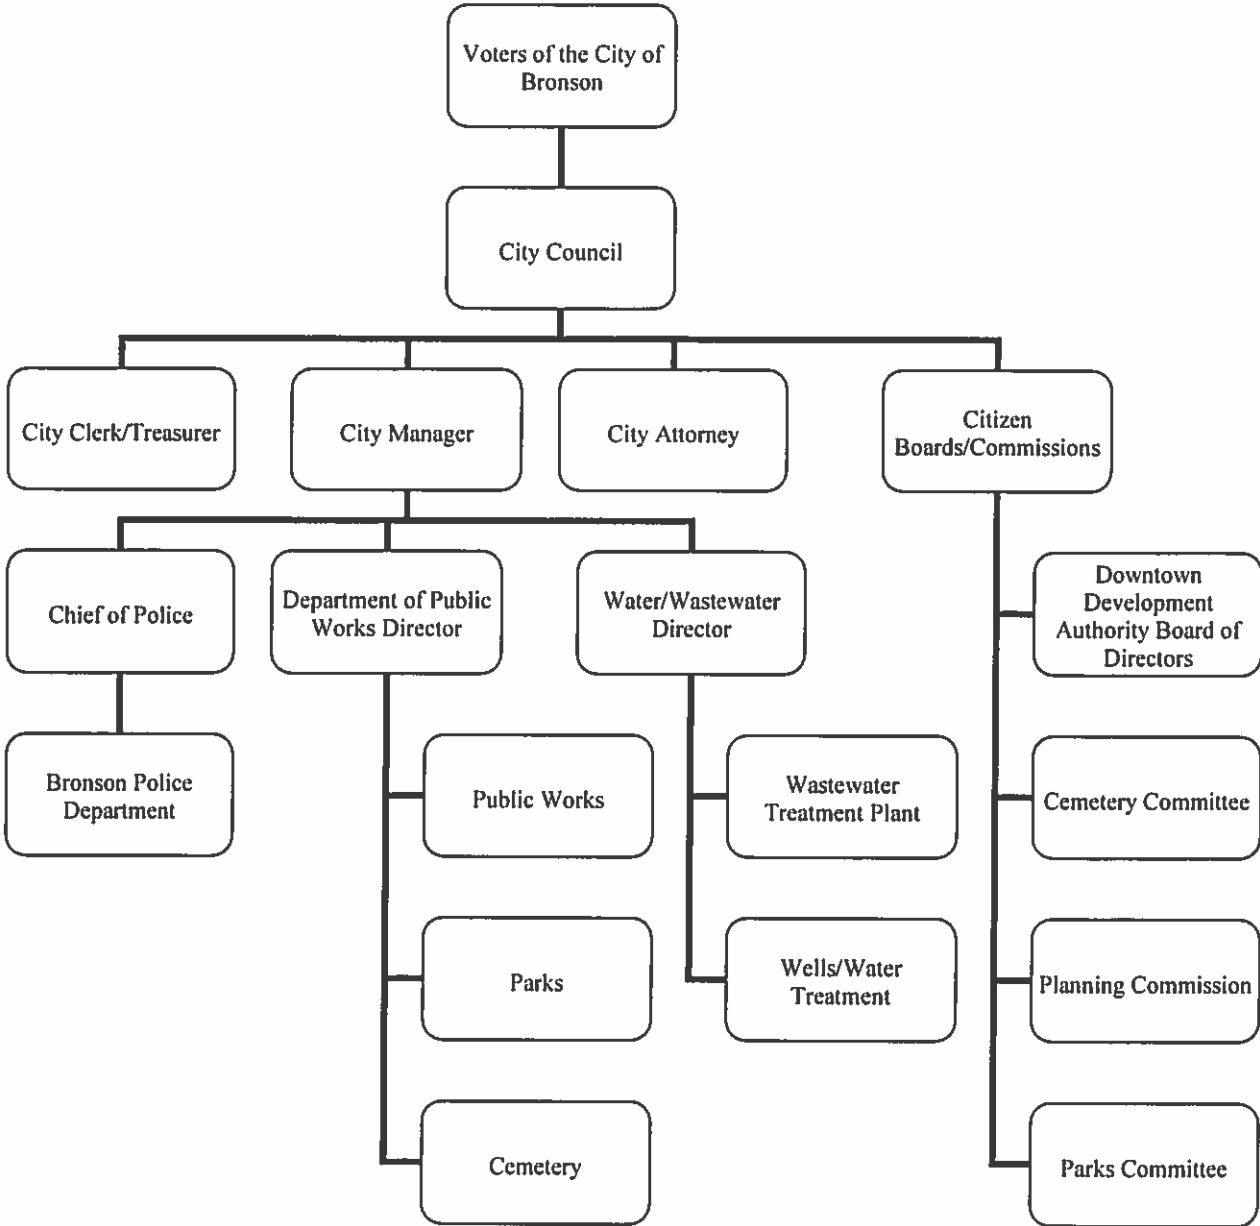 Voters of the City of
Bronson
City Council
City Clerk/Treasurer
City Manager
City Attorney
Citizen
Boards/Commissions
Chief of Police
Department of Public
Works Director
Water/Wastewater
Director
Downtown
Development
Authority Board of
Directors
Bronson Police
Department
Public Works
Wastewater
Treatment Plant
Cemetery Committee
Parks
Wells/Water
Treatment
Planning Commission
Cemetery
Parks Committee